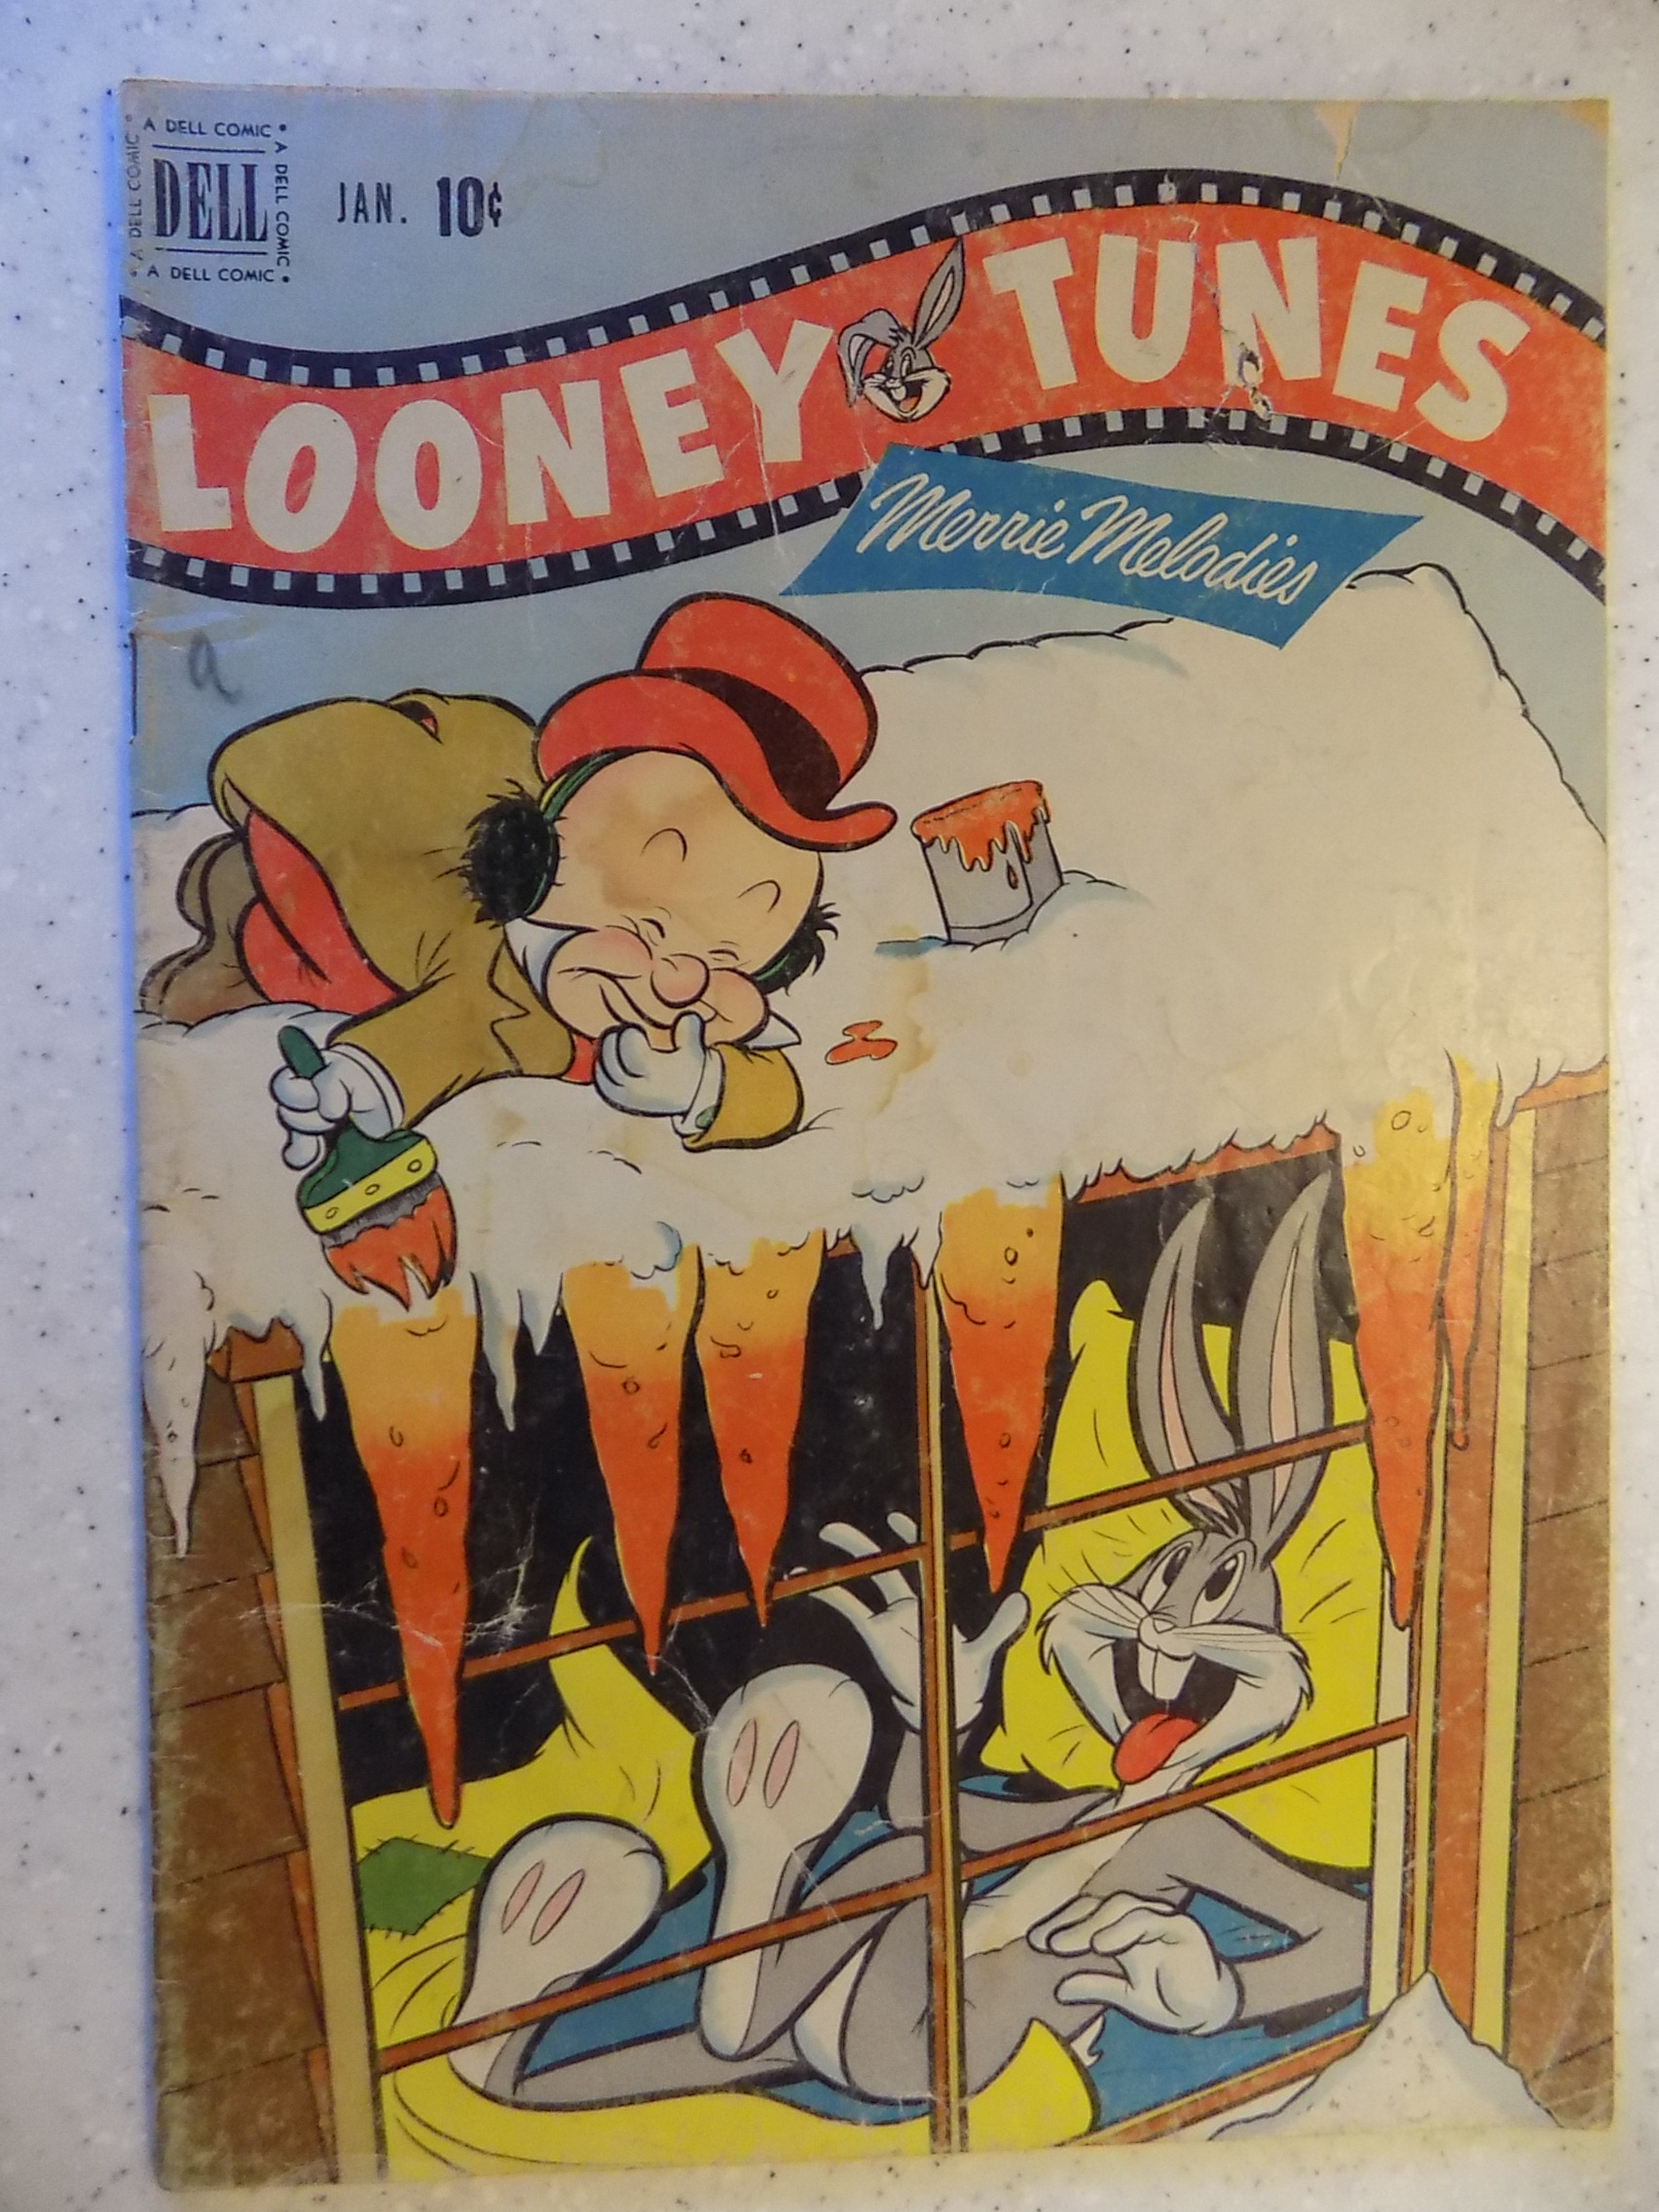 A DELL COMIC •
A DELL COMIC •
A DELL COMIC •
A DELL COMIC •
DELL
JAN. 10¢
LOONEY TUNES
Merrie Melodies
a